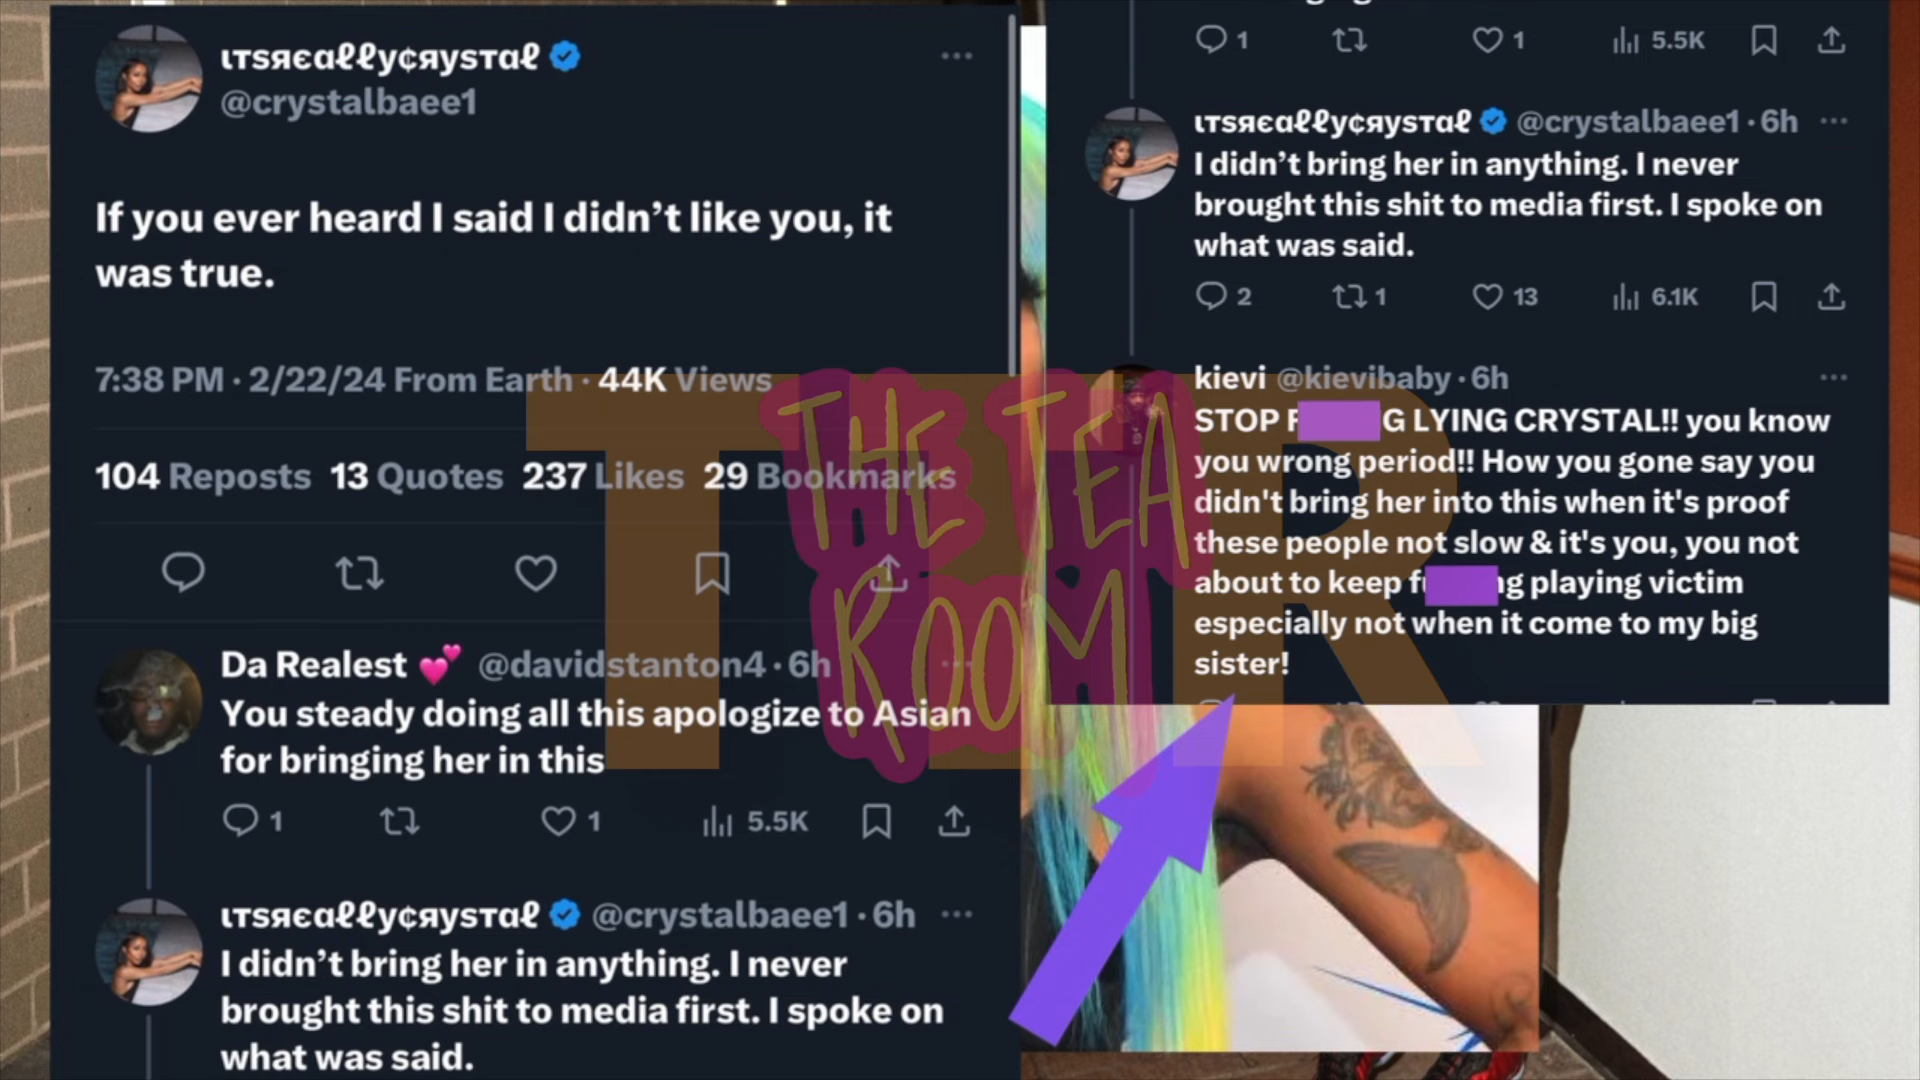 ιтѕяєαℓℓу¢яуѕтαℓ
@crystalbaee1
If you ever heard I said I didn’t like you, it
was true.
7:38 PM · 2/22/24 From Earth · 44K Views
104 Reposts 13 Quotes 237 Likes 29 Bookmarks
Da Realest 💕 @davidstanton4 · 6h
You steady doing all this apologize to Asian
for bringing her in this
1 1 5.5K
ιтѕяєαℓℓу¢яуѕтαℓ @crystalbaee1 · 6h
I didn’t bring her in anything. I never
brought this shit to media first. I spoke on
what was said.
1 1 5.5K
ιтѕяєαℓℓу¢яуѕтαℓ @crystalbaee1 · 6h
I didn’t bring her in anything. I never
brought this shit to media first. I spoke on
what was said.
2 1 13 6.1K
kievi @kievibaby · 6h
STOP F G LYING CRYSTAL!! you know
you wrong period!! How you gone say you
didn't bring her into this when it's proof
these people not slow & it's you, you not
about to keep f ng playing victim
especially not when it come to my big
sister!
TTR
THE TEA
ROOM